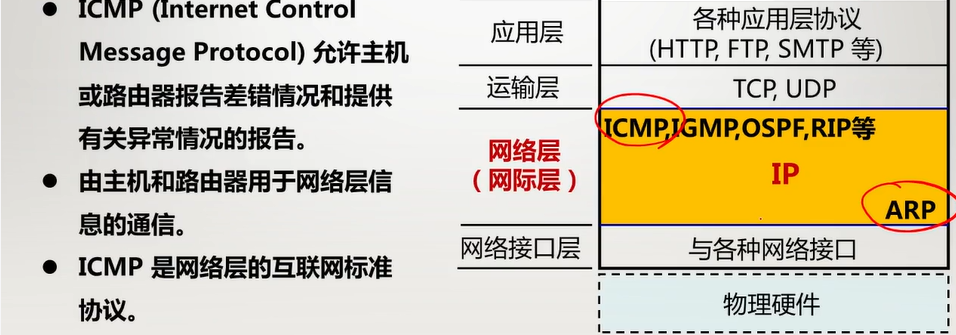 ● ICMP (Internet Control
Message Protocol) 允许主机
或路由器报告差错情况和提供
有关异常情况的报告。
● 由主机和路由器用于网络层信
息的通信。
● ICMP 是网络层的互联网标准
协议。
应用层
各种应用层协议
(HTTP, FTP, SMTP 等)
运输层
TCP, UDP
网络层
（网际层）
ICMP,IGMP,OSPF,RIP等
IP
ARP
网络接口层
与各种网络接口
物理硬件